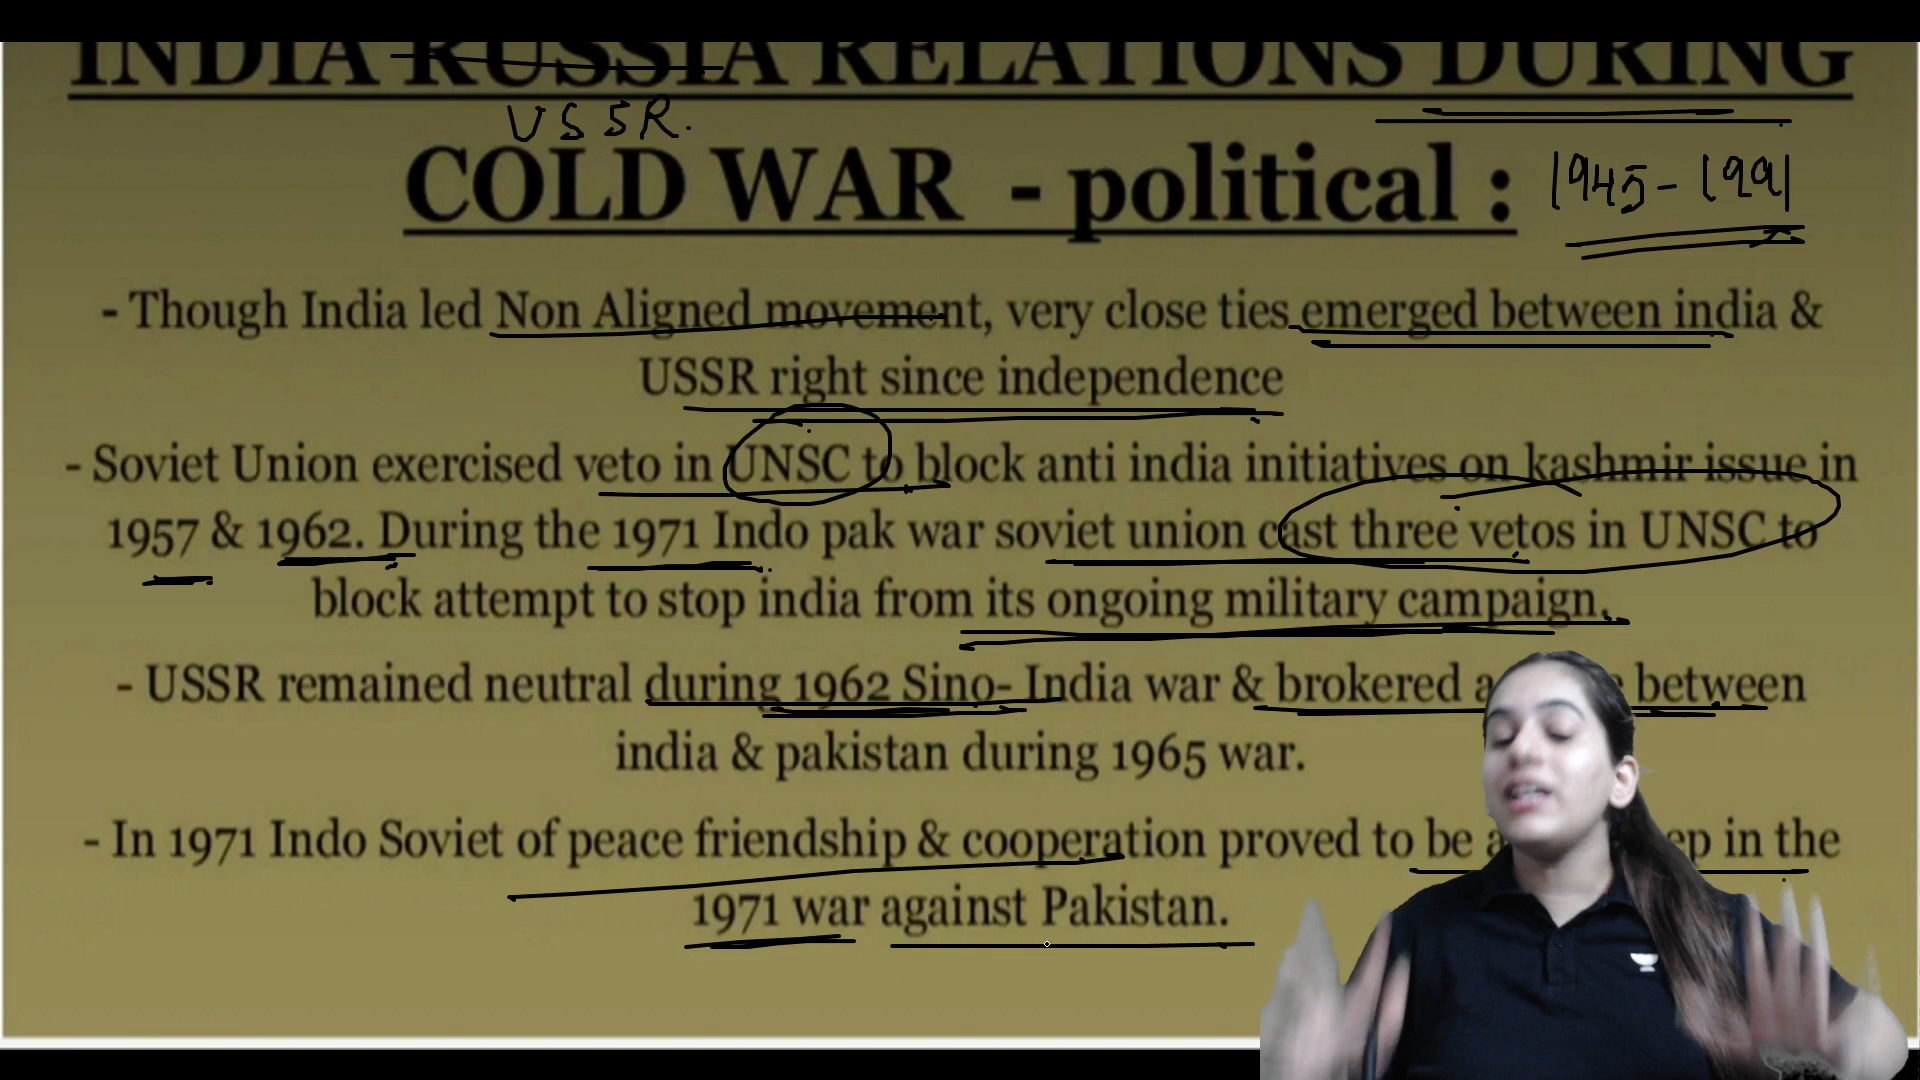 INDIA RUSSIA RELATIONS DURING
USSR.
COLD WAR - political :
1945-1991
- Though India led Non Aligned movement, very close ties emerged between india &
USSR right since independence
- Soviet Union exercised veto in UNSC to block anti india initiatives on kashmir issue in
1957 & 1962. During the 1971 Indo pak war soviet union cast three vetos in UNSC to
block attempt to stop india from its ongoing military campaign.
- USSR remained neutral during 1962 Sino- India war & brokered between
india & pakistan during 1965 war.
- In 1971 Indo Soviet of peace friendship & cooperation proved to be in the
1971 war against Pakistan.